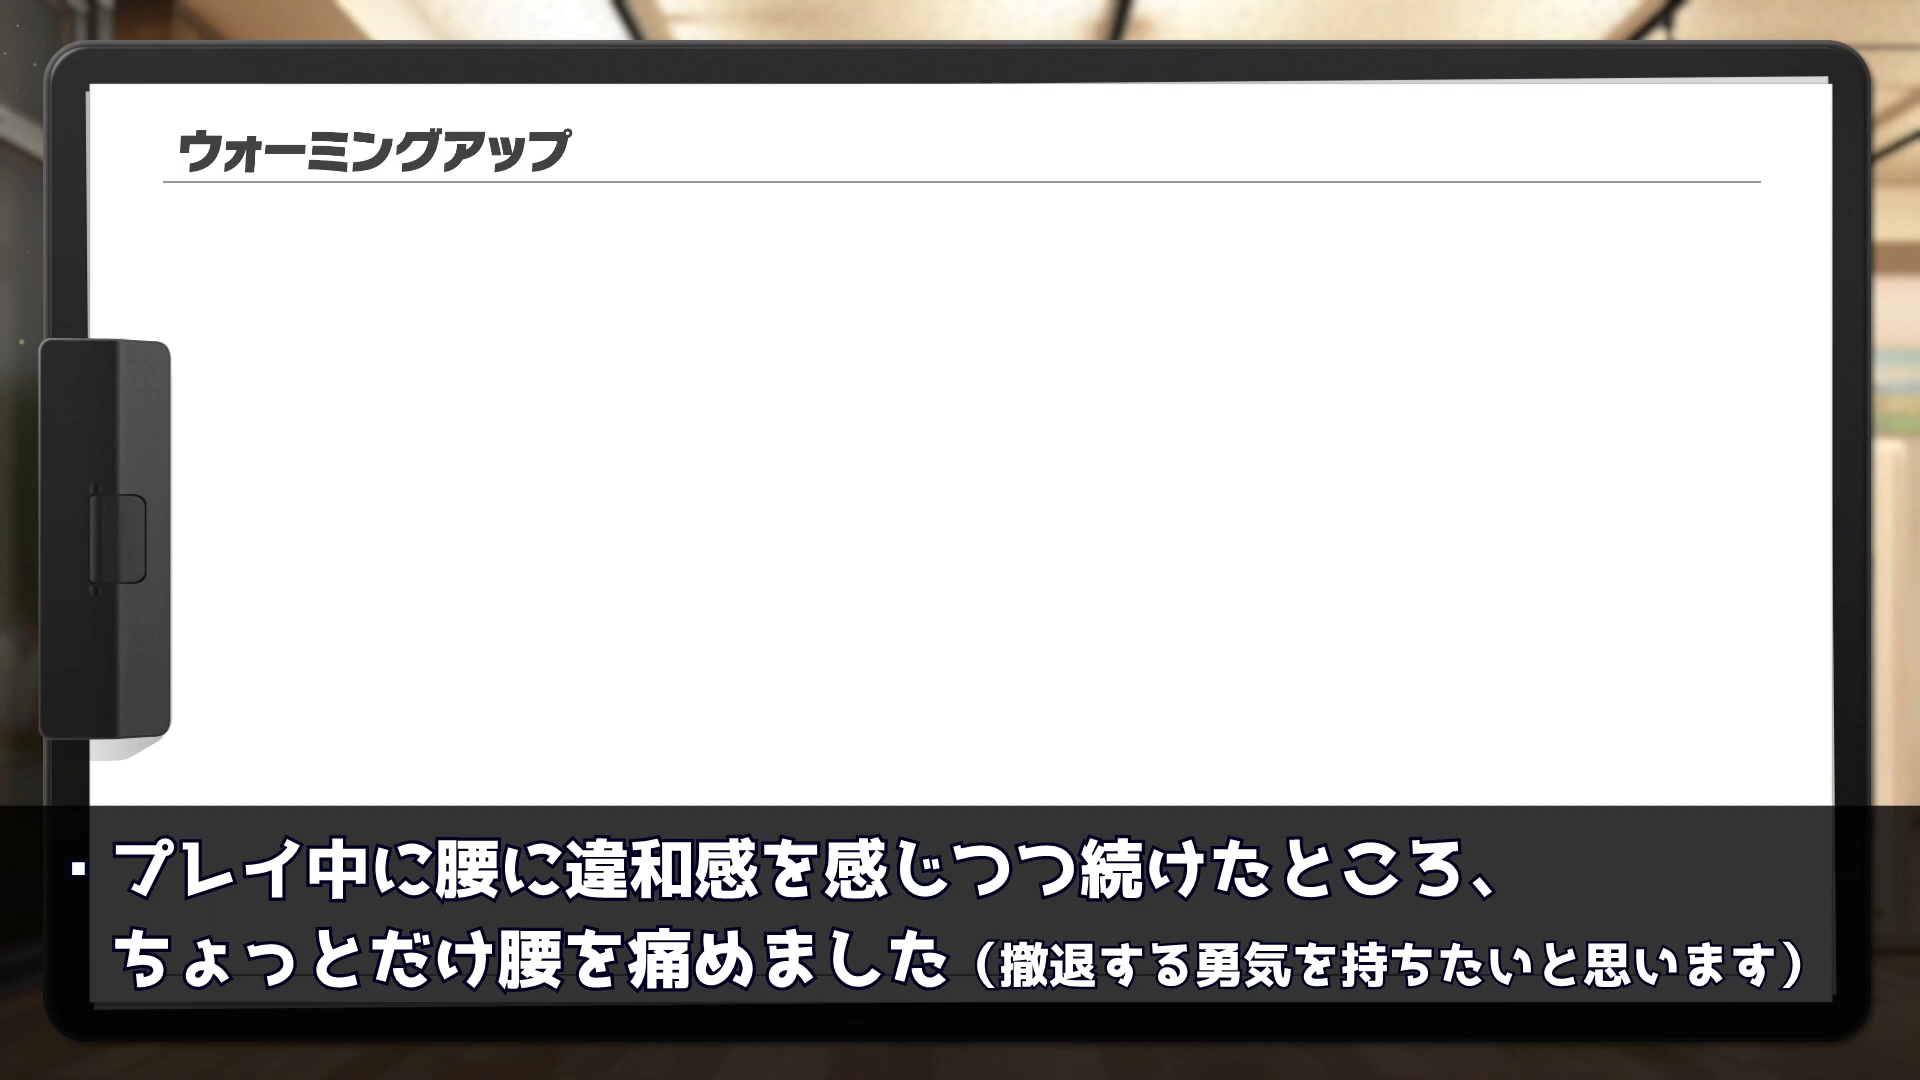 ウォーミングアップ
・プレイ中に腰に違和感を感じつつ続けたところ、
ちょっとだけ腰を痛めました（撤退する勇気を持ちたいと思います）